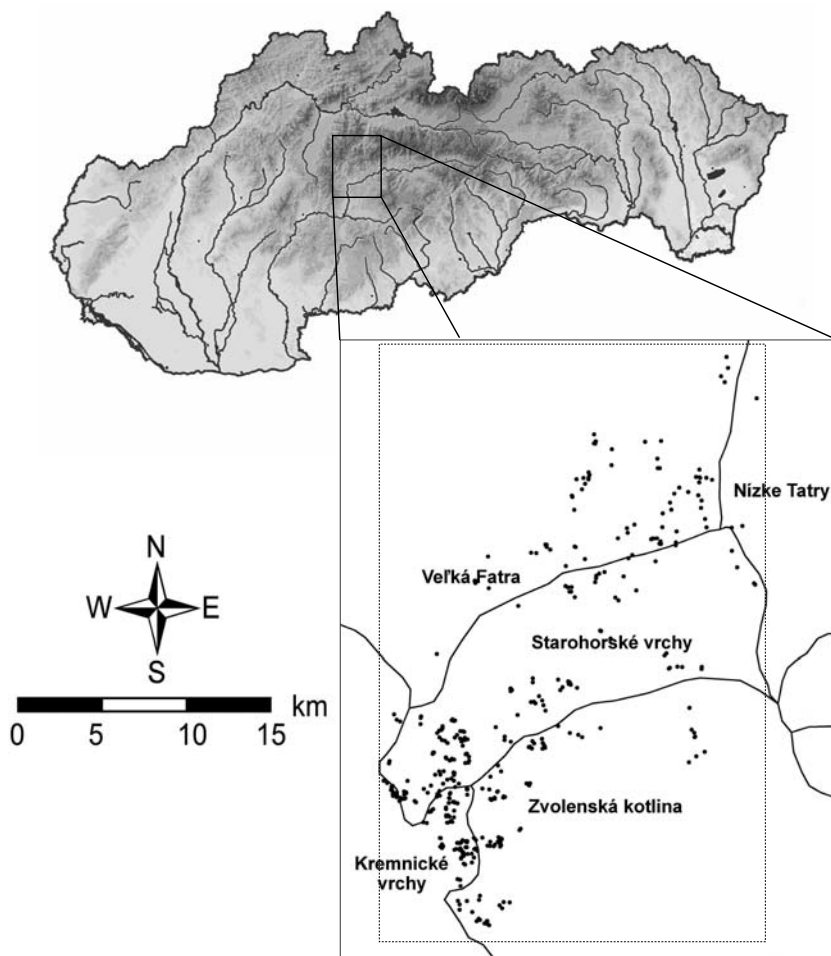 Nízke Tatry
Veľká Fatra
N
W
E
S
Starohorské vrchy
km
0
5
10
15
Zvolenská kotlina
Kremnické
vrchy